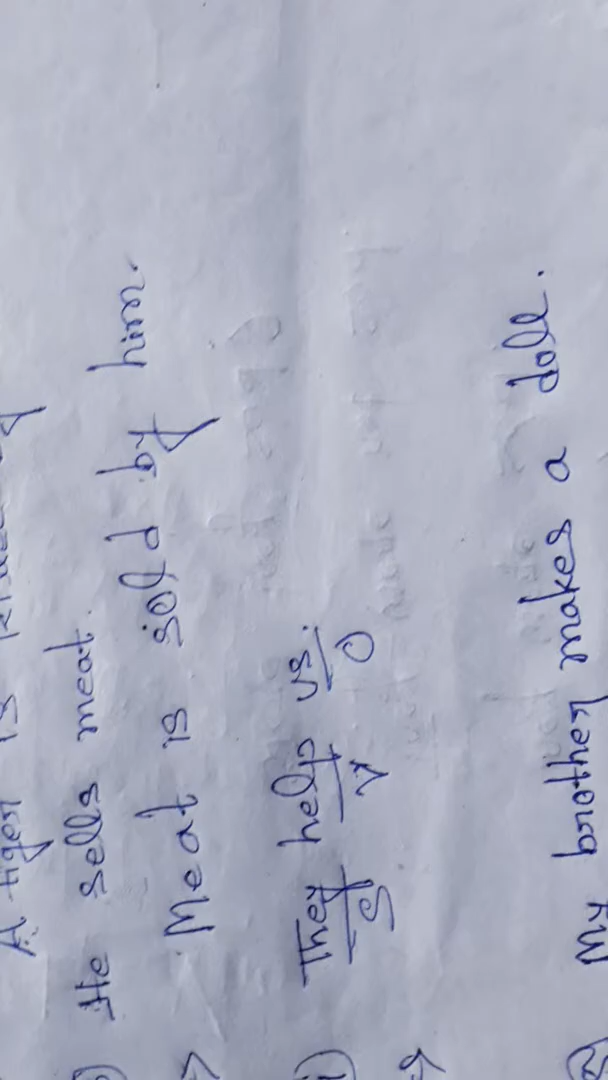 A tiger is
He sells meat.
→ Meat is sold by him.
i) They help us.
S V O
→
My brother makes a doll.